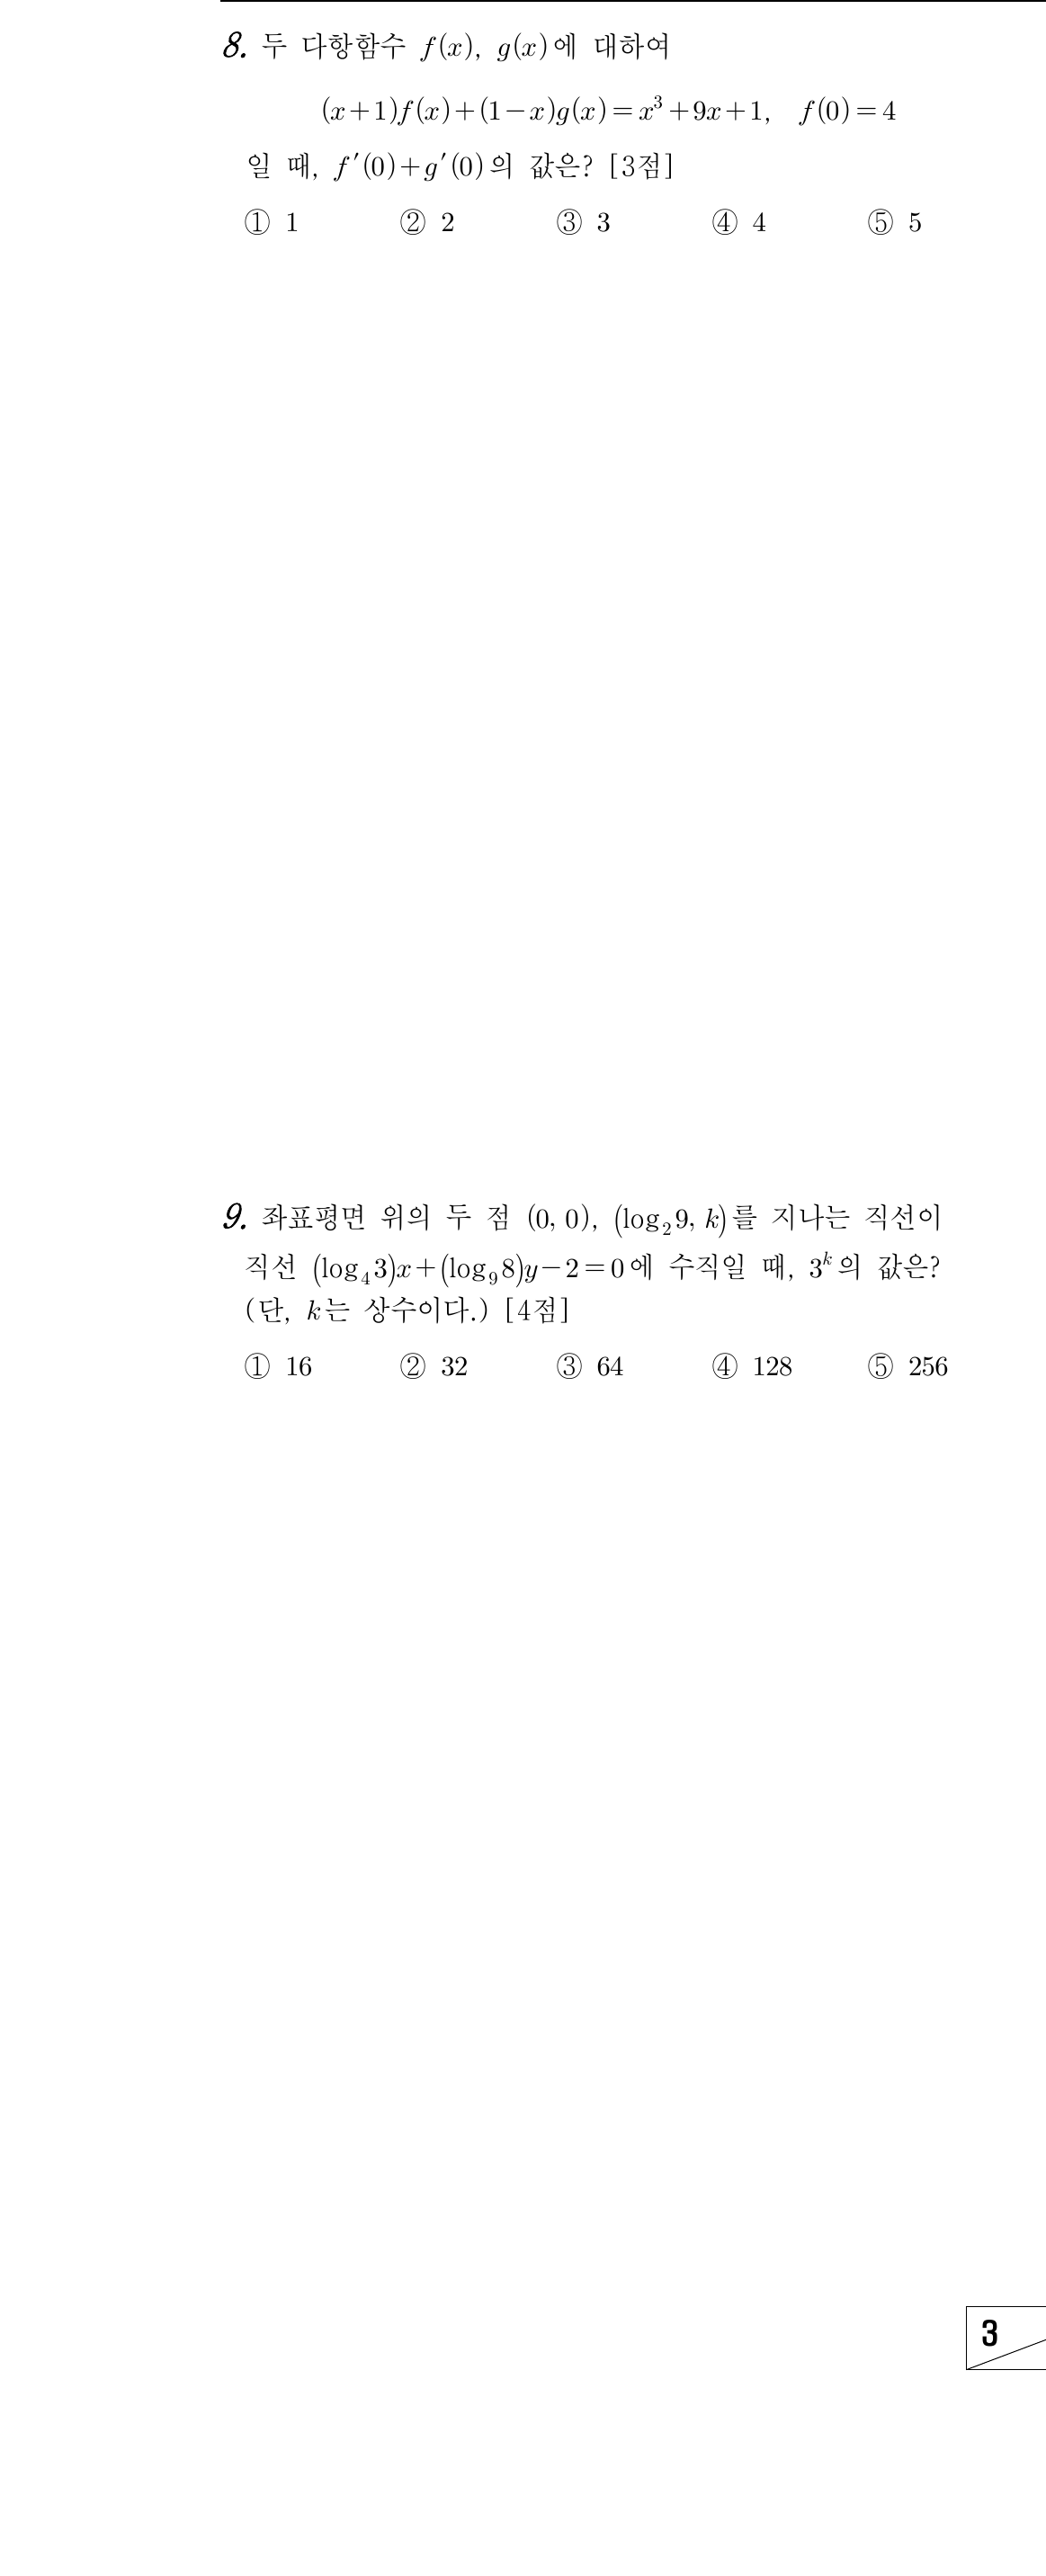 8. 두 다항함수 f(x), g(x)에 대하여
(x+1)f(x)+(1-x)g(x)=x³+9x+1, f(0)=4
일 때, f′(0)+g′(0)의 값은? [3점]
① 1 ② 2 ③ 3 ④ 4 ⑤ 5
9. 좌표평면 위의 두 점 (0, 0), (log₂9, k)를 지나는 직선이
직선 (log₄3)x+(log₉8)y-2=0에 수직일 때, 3ᵏ의 값은?
(단, k는 상수이다.) [4점]
① 16 ② 32 ③ 64 ④ 128 ⑤ 256
3